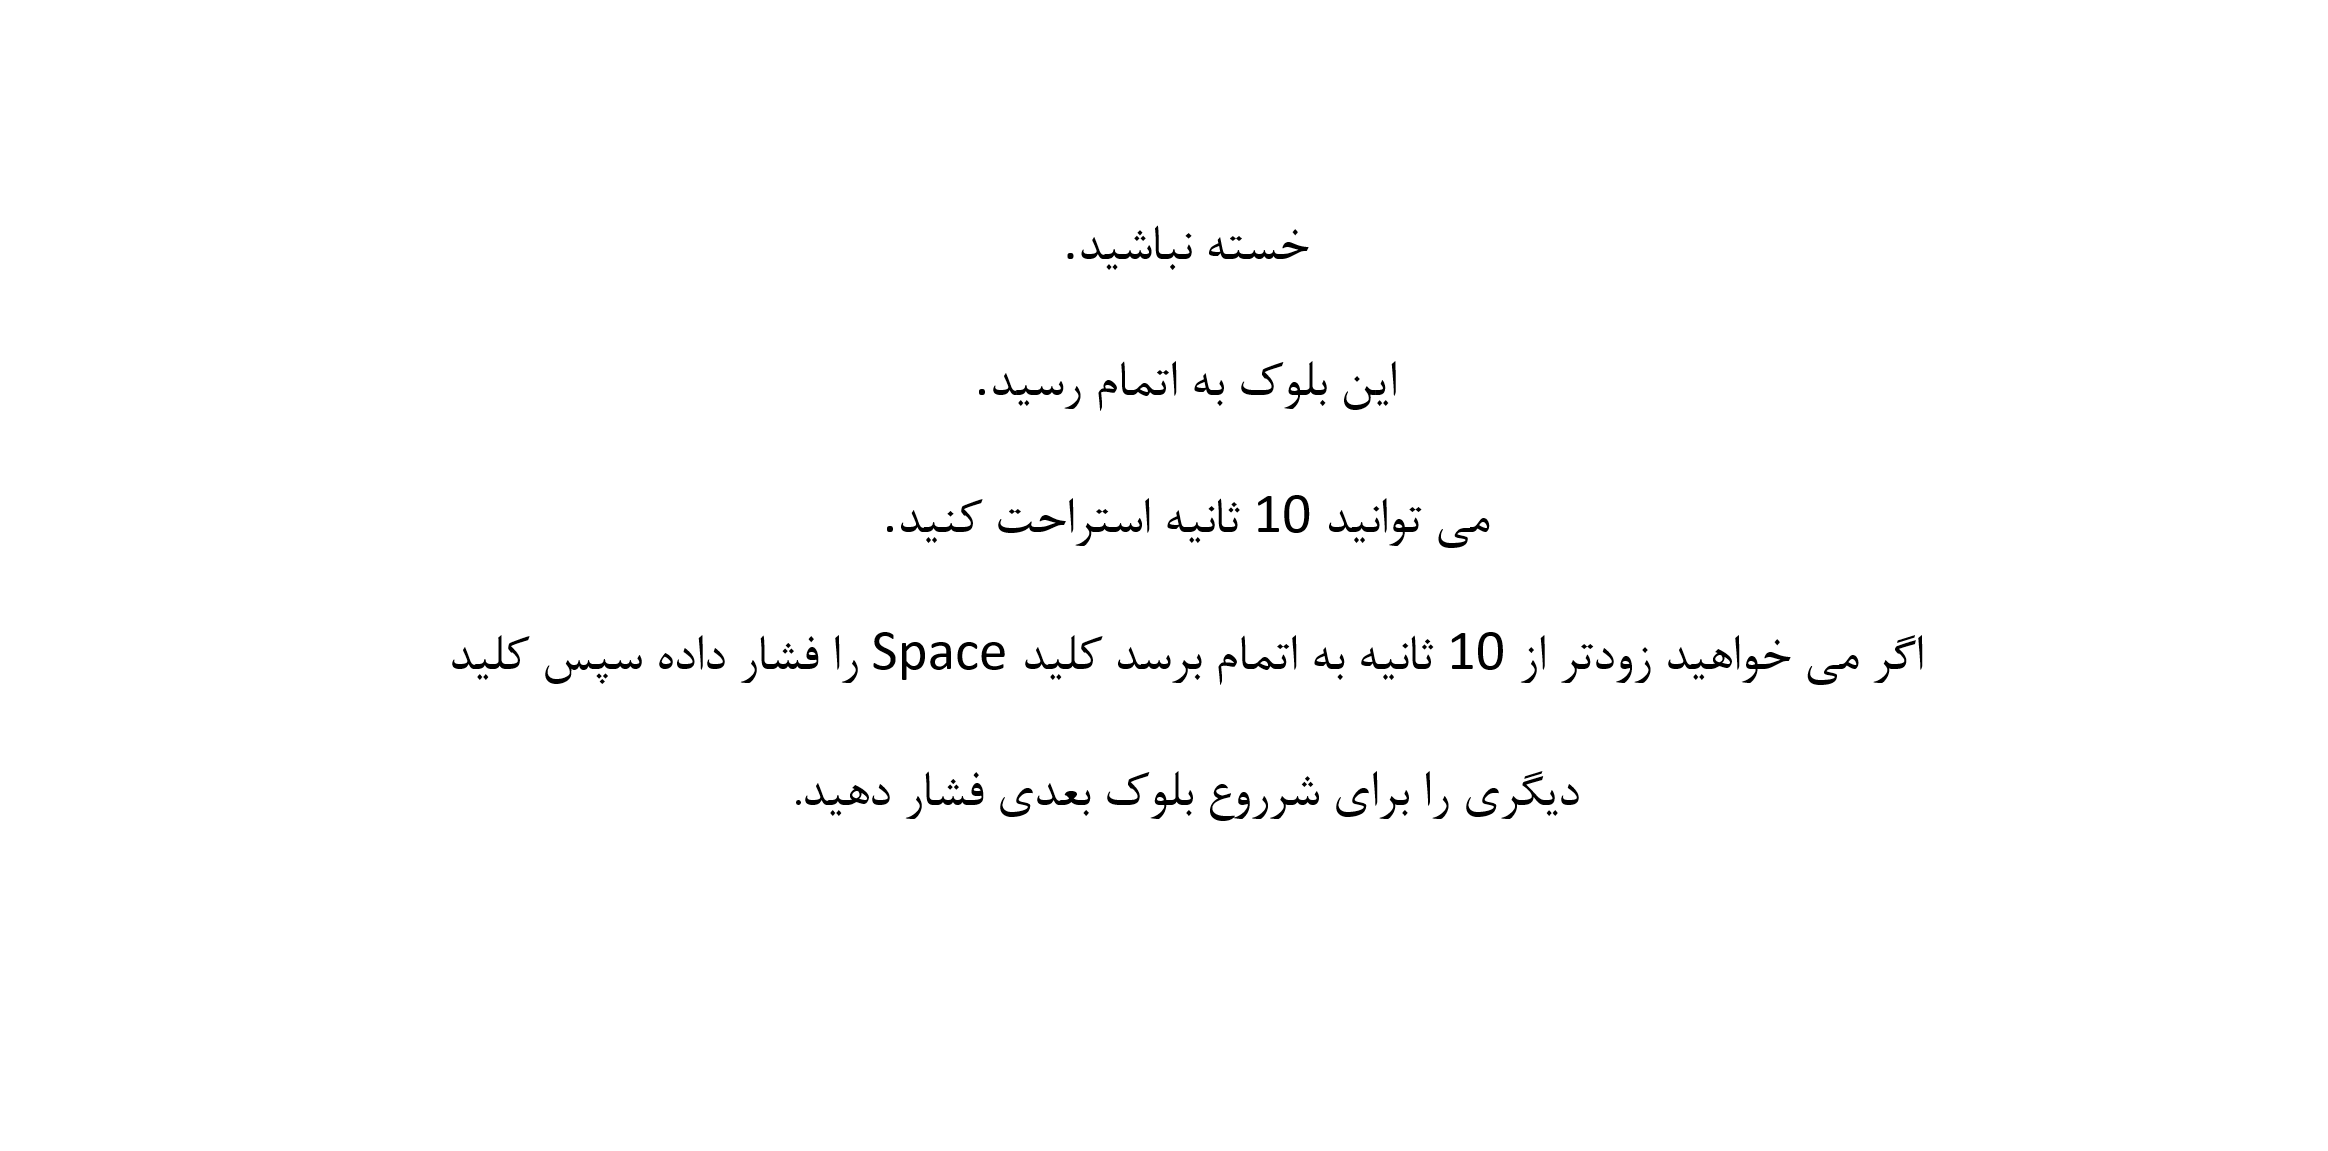 خسته نباشید.
این بلوک به اتمام رسید.
می توانید 10 ثانیه استراحت کنید.
اگر می خواهید زودتر از 10 ثانیه به اتمام برسد کلید Space را فشار داده سپس کلید
دیگری را برای شرروع بلوک بعدی فشار دهید.